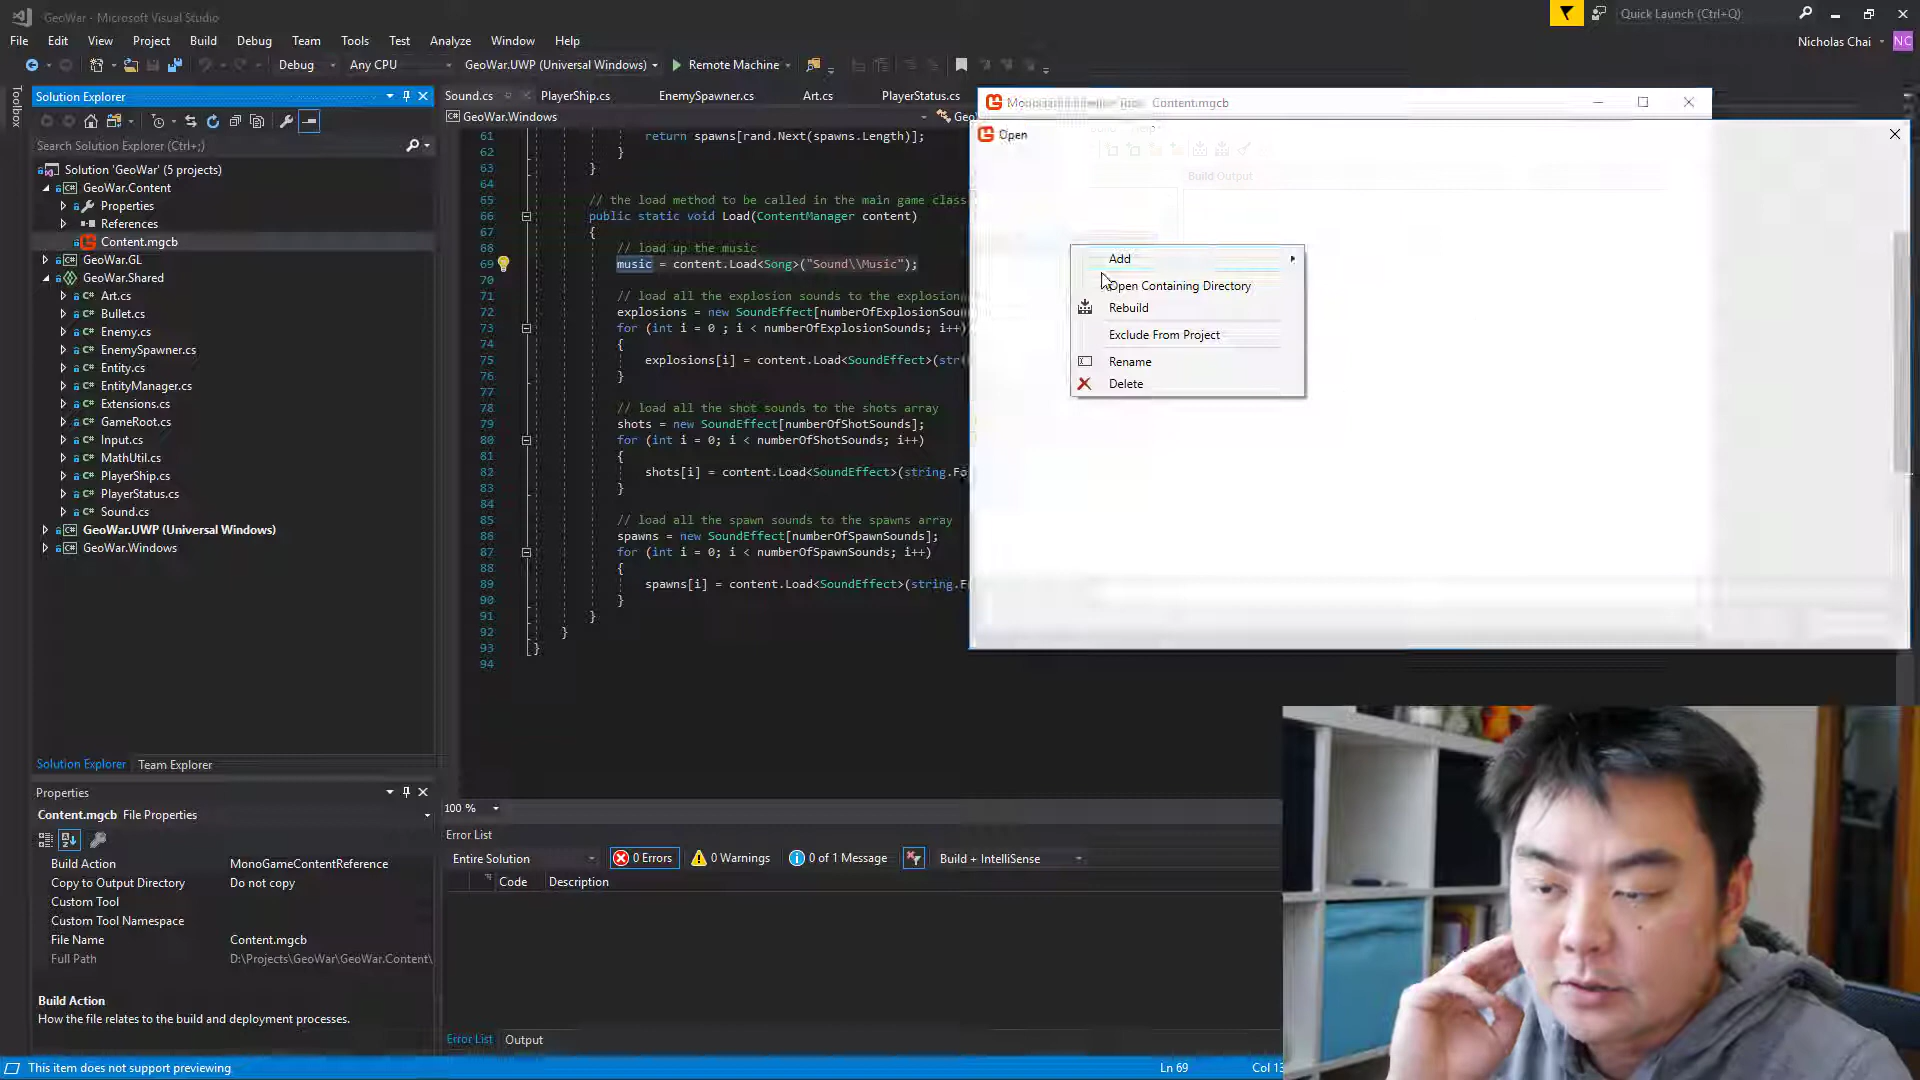 GeoWar - Microsoft Visual Studio
Quick Launch (Ctrl+Q)
File Edit View Project Build Debug Team Tools Test Analyze Window Help
Nicholas Chai NC
Debug Any CPU GeoWar.UWP (Universal Windows) Remote Machine
Toolbox
Solution Explorer
Search Solution Explorer (Ctrl+;)
Solution 'GeoWar' (5 projects)
GeoWar.Content
Properties
References
Content.mgcb
GeoWar.GL
GeoWar.Shared
Art.cs
Bullet.cs
Enemy.cs
EnemySpawner.cs
Entity.cs
EntityManager.cs
Extensions.cs
GameRoot.cs
Input.cs
MathUtil.cs
PlayerShip.cs
PlayerStatus.cs
Sound.cs
GeoWar.UWP (Universal Windows)
GeoWar.Windows
Solution Explorer Team Explorer
Properties
Content.mgcb File Properties
Build Action MonoGameContentReference
Copy to Output Directory Do not copy
Custom Tool
Custom Tool Namespace
File Name Content.mgcb
Full Path D:\Projects\GeoWar\GeoWar.Content\
Build Action
How the file relates to the build and deployment processes.
Sound.cs PlayerShip.cs EnemySpawner.cs Art.cs PlayerStatus.cs
GeoWar.Windows
61 return spawns[rand.Next(spawns.Length)];
62 }
63 }
64
65 // the load method to be called in the main game class
66 public static void Load(ContentManager content)
67 {
68 // load up the music
69 music = content.Load<Song>("Sound\\Music");
70
71 // load all the explosion sounds to the explosion
72 explosions = new SoundEffect[numberOfExplosionSoun
73 for (int i = 0 ; i < numberOfExplosionSounds; i++)
74 {
75 explosions[i] = content.Load<SoundEffect>(str
76 }
77
78 // load all the shot sounds to the shots array
79 shots = new SoundEffect[numberOfShotSounds];
80 for (int i = 0; i < numberOfShotSounds; i++)
81 {
82 shots[i] = content.Load<SoundEffect>(string.Fo
83 }
84
85 // load all the spawn sounds to the spawns array
86 spawns = new SoundEffect[numberOfSpawnSounds];
87 for (int i = 0; i < numberOfSpawnSounds; i++)
88 {
89 spawns[i] = content.Load<SoundEffect>(string.F
90 }
91 }
92 }
93 }
94
Content.mgcb
Open
Build Output
Add
Open Containing Directory
Rebuild
Exclude From Project
Rename
Delete
100 %
Error List
Entire Solution 0 Errors 0 Warnings 0 of 1 Message Build + IntelliSense
Code Description
Error List Output
This item does not support previewing
Ln 69 Col 13